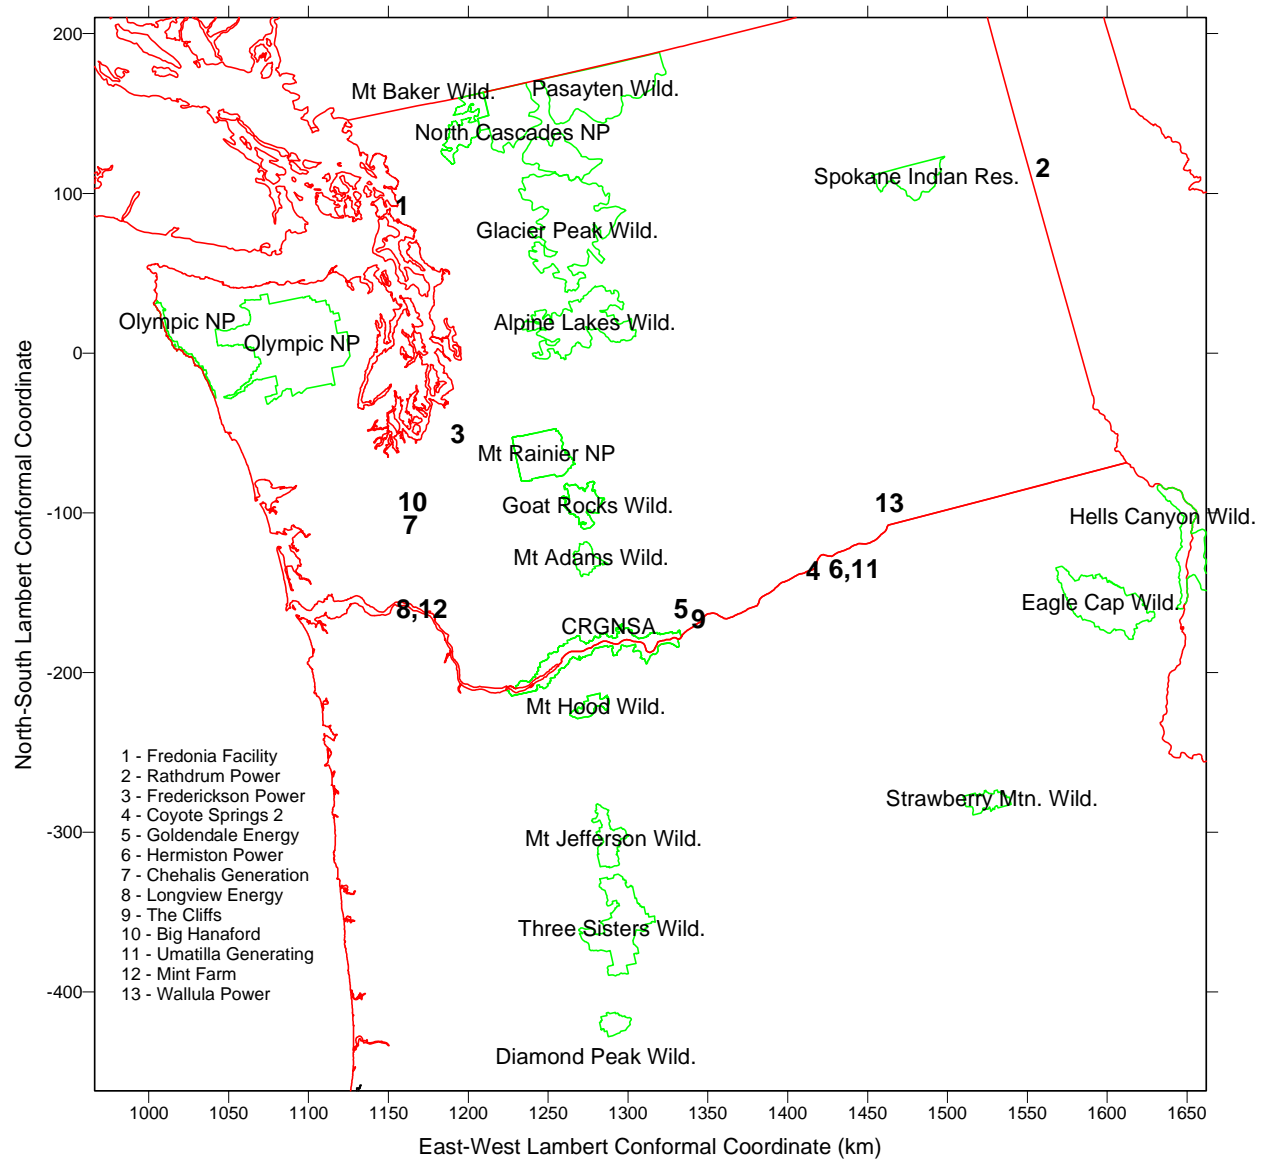 200
100
0
-100
-200
-300
-400
North-South Lambert Conformal Coordinate
Mt Baker Wild.
Pasayten Wild.
North Cascades NP
Spokane Indian Res.
2
1
Glacier Peak Wild.
Olympic NP
Alpine Lakes Wild.
Olympic NP
3
Mt Rainier NP
10
Goat Rocks Wild.
13
7
Hells Canyon Wild.
Mt Adams Wild.
4
6,11
8,12
5
9
Eagle Cap Wild.
CRGNSA
Mt Hood Wild.
1 - Fredonia Facility
2 - Rathdrum Power
3 - Frederickson Power
4 - Coyote Springs 2
5 - Goldendale Energy
6 - Hermiston Power
7 - Chehalis Generation
8 - Longview Energy
9 - The Cliffs
10 - Big Hanaford
11 - Umatilla Generating
12 - Mint Farm
13 - Wallula Power
Strawberry Mtn. Wild.
Mt Jefferson Wild.
Three Sisters Wild.
Diamond Peak Wild.
1000 1050 1100 1150 1200 1250 1300 1350 1400 1450 1500 1550 1600 1650
East-West Lambert Conformal Coordinate (km)